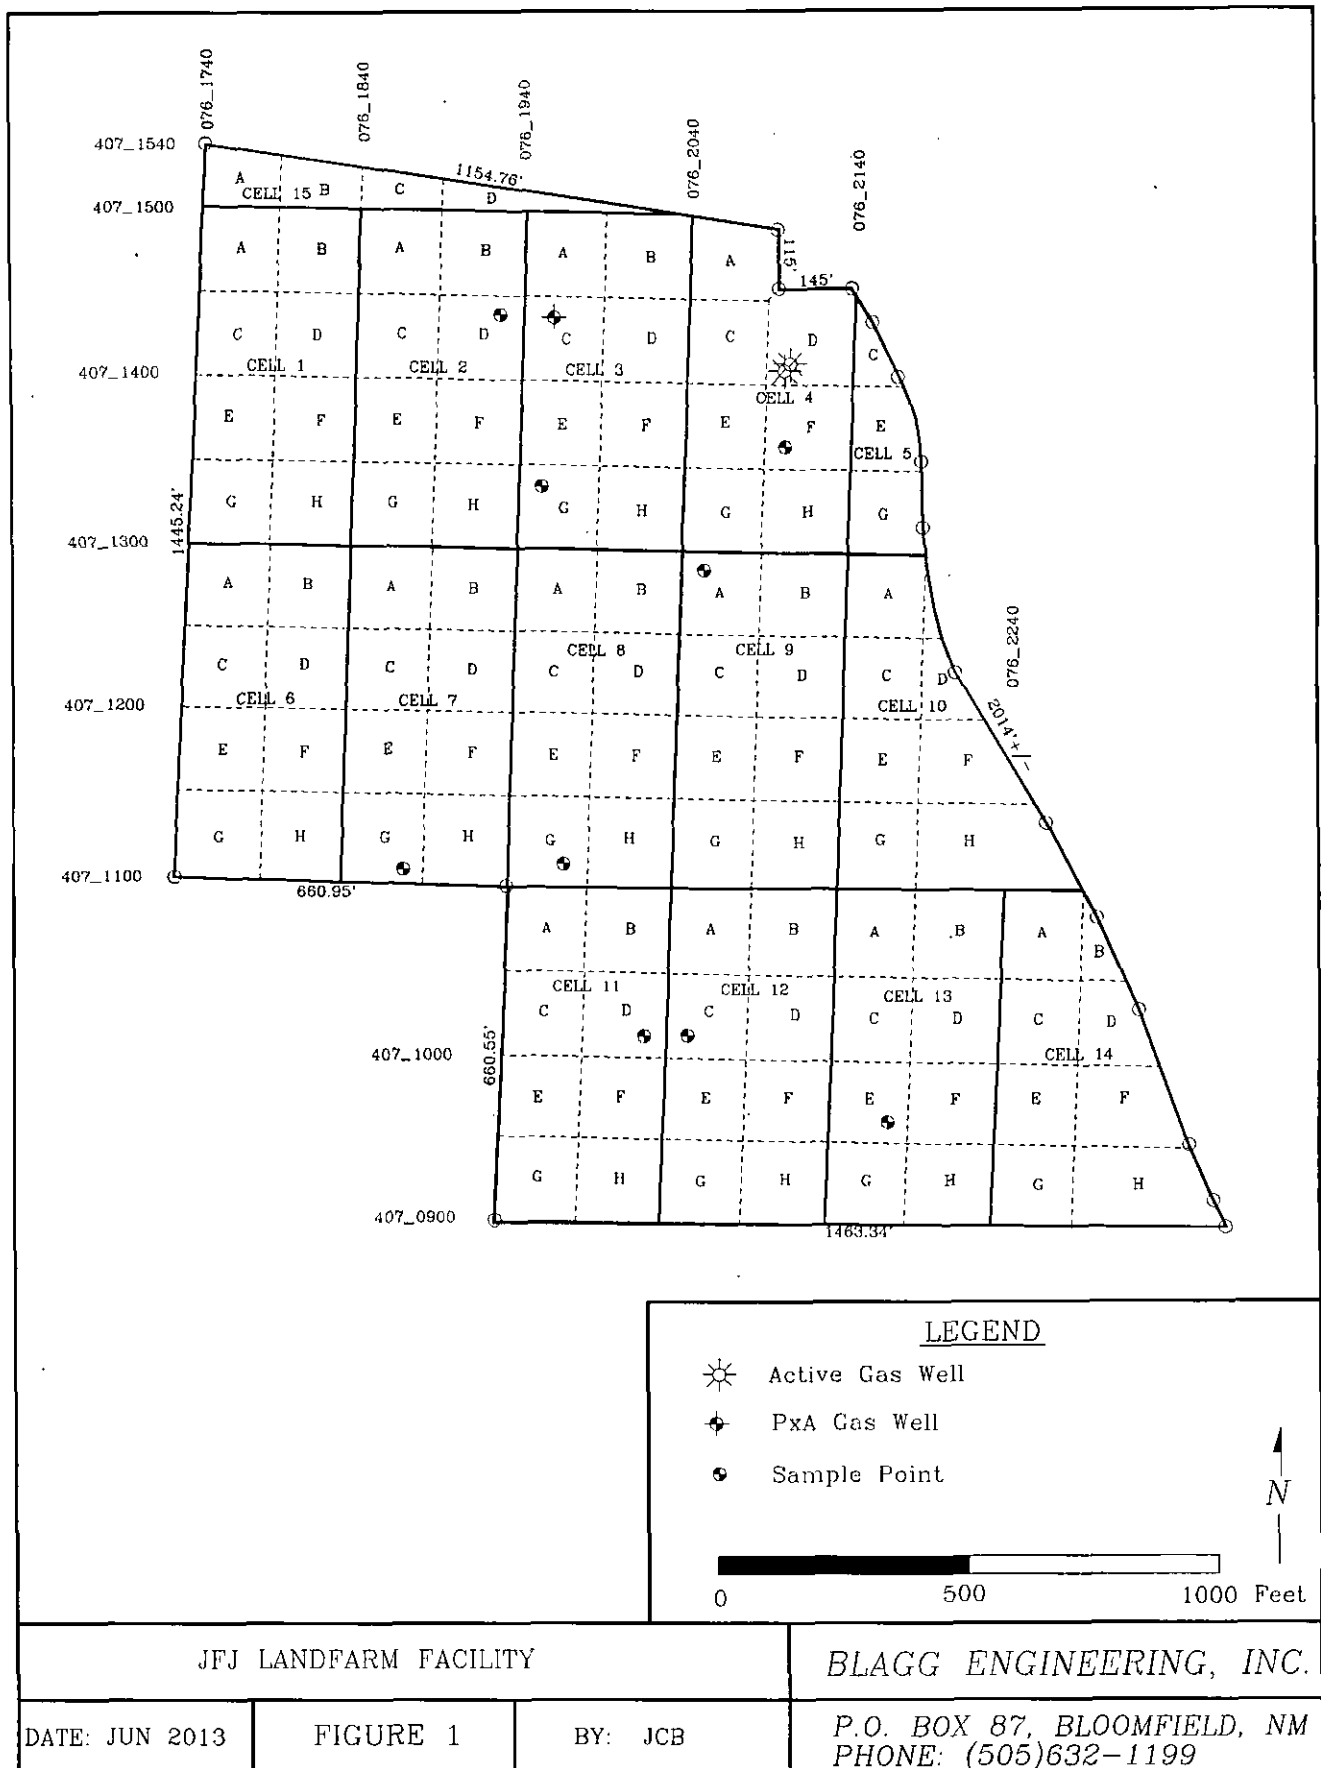 076_1740
076_1840
076_1940
076_2040
076_2140
407_1540
1154.76'
A B C D
CELL 15
407_1500
115'
145'
A B A B A B A
C D C D C D C D C
CELL 1 CELL 2 CELL 3
407_1400
CELL 4
E F E F E F E F E
CELL 5
G H G H G H G H G
1445.24'
407_1300
A B A B A B A B A
076_2240
CELL 8 CELL 9
C D C D C D C D C D
CELL 6 CELL 7 CELL 10
407_1200
2014'+/-
E F E F E F E F E F
G H G H G H G H G H
407_1100
660.95'
A B A B A B A B
CELL 11 CELL 12 CELL 13
C D C D C D C D
407_1000
CELL 14
660.55'
E F E F E F E F
G H G H G H G H
407_0900
1463.34'
LEGEND
Active Gas Well
PxA Gas Well
Sample Point
N
0 500 1000 Feet
JFJ LANDFARM FACILITY
BLAGG ENGINEERING, INC.
DATE: JUN 2013
FIGURE 1
BY: JCB
P.O. BOX 87, BLOOMFIELD, NM
PHONE: (505)632-1199